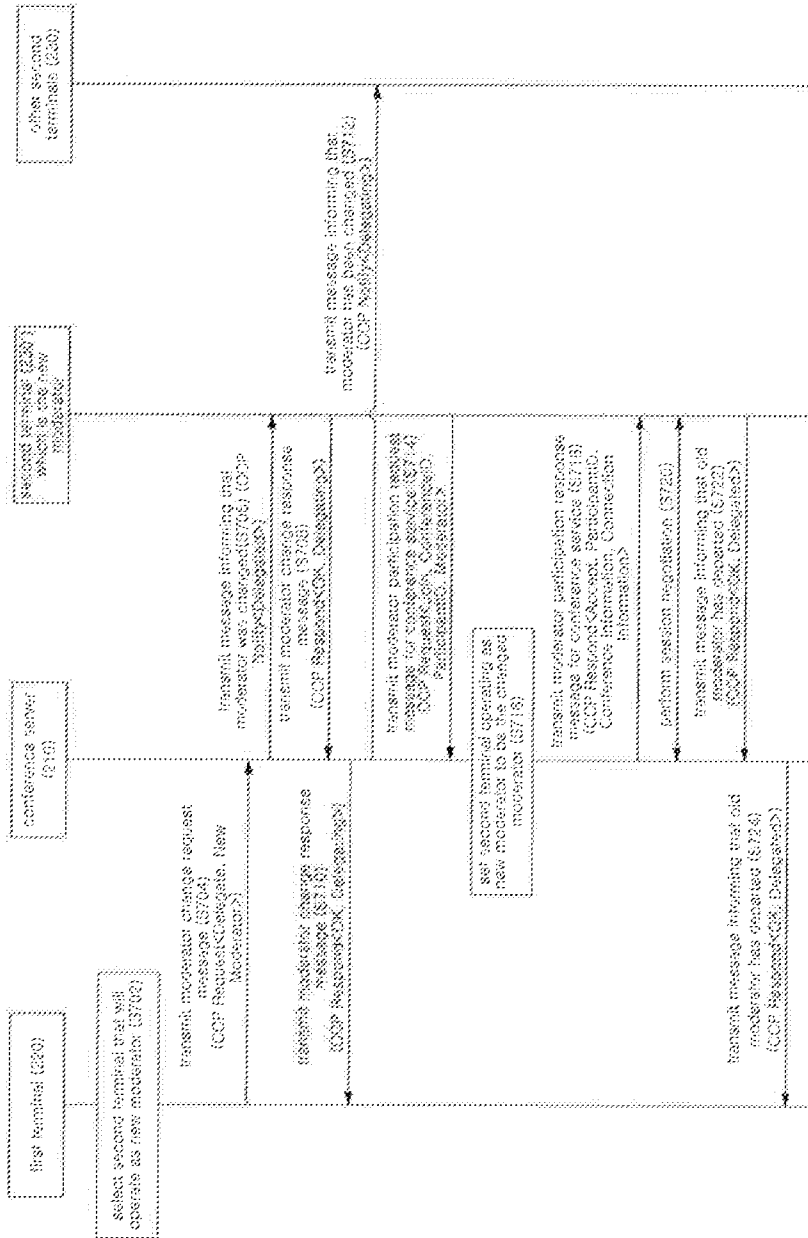 first terminal (220)
conference server
(210)
second terminal (230')
which is the new
moderator
other second
terminals (230)
select second terminal that will
operate as new moderator (S702)
transmit moderator change request
message (S704)
(CCP Request<Delegate, New
Moderator>)
transmit message informing that
moderator was changed(S706) (CCP
Notify<Delegated>)
transmit moderator change response
message (S708)
(CCP Respond<OK, Delegating>)
transmit moderator change response
message (S710)
(CCP Respond<OK, Delegating>)
transmit message informing that
moderator has been changed (S712)
(CCP Notify<Delegating>)
transmit moderator participation request
message for conference service (S714)
(CCP Request<Join, ConferenceID,
ParticipantID, Moderator>
set second terminal operating as
new moderator to be the changed
moderator (S716)
transmit moderator participation response
message for conference service (S718)
(CCP Respond<Accept, ParticipantID,
Conference Information, Connection
Information>
perform session negotiation (S720)
transmit message informing that old
moderator has departed (S722)
(CCP Respond<OK, Delegated>)
transmit message informing that old
moderator has departed (S724)
(CCP Respond<OK, Delegated>)